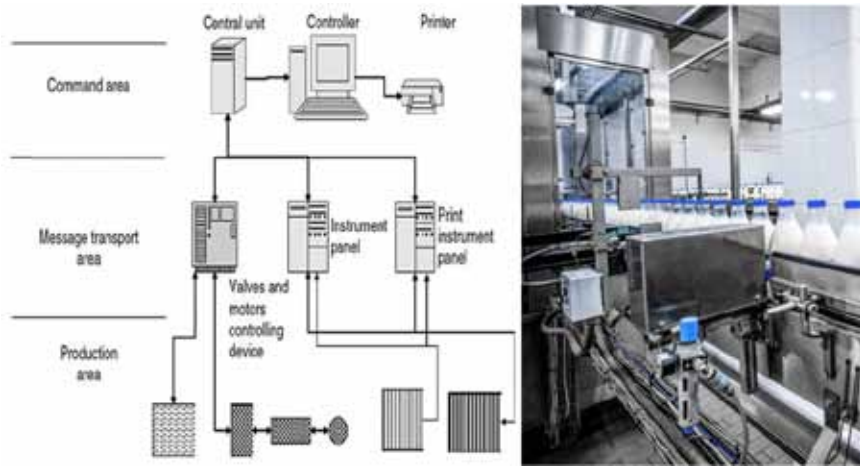 Central unit
Controller
Printer
Command area
Message transport
area
Instrument
panel
Print
instrument
panel
Valves and
motors
controlling
device
Production
area